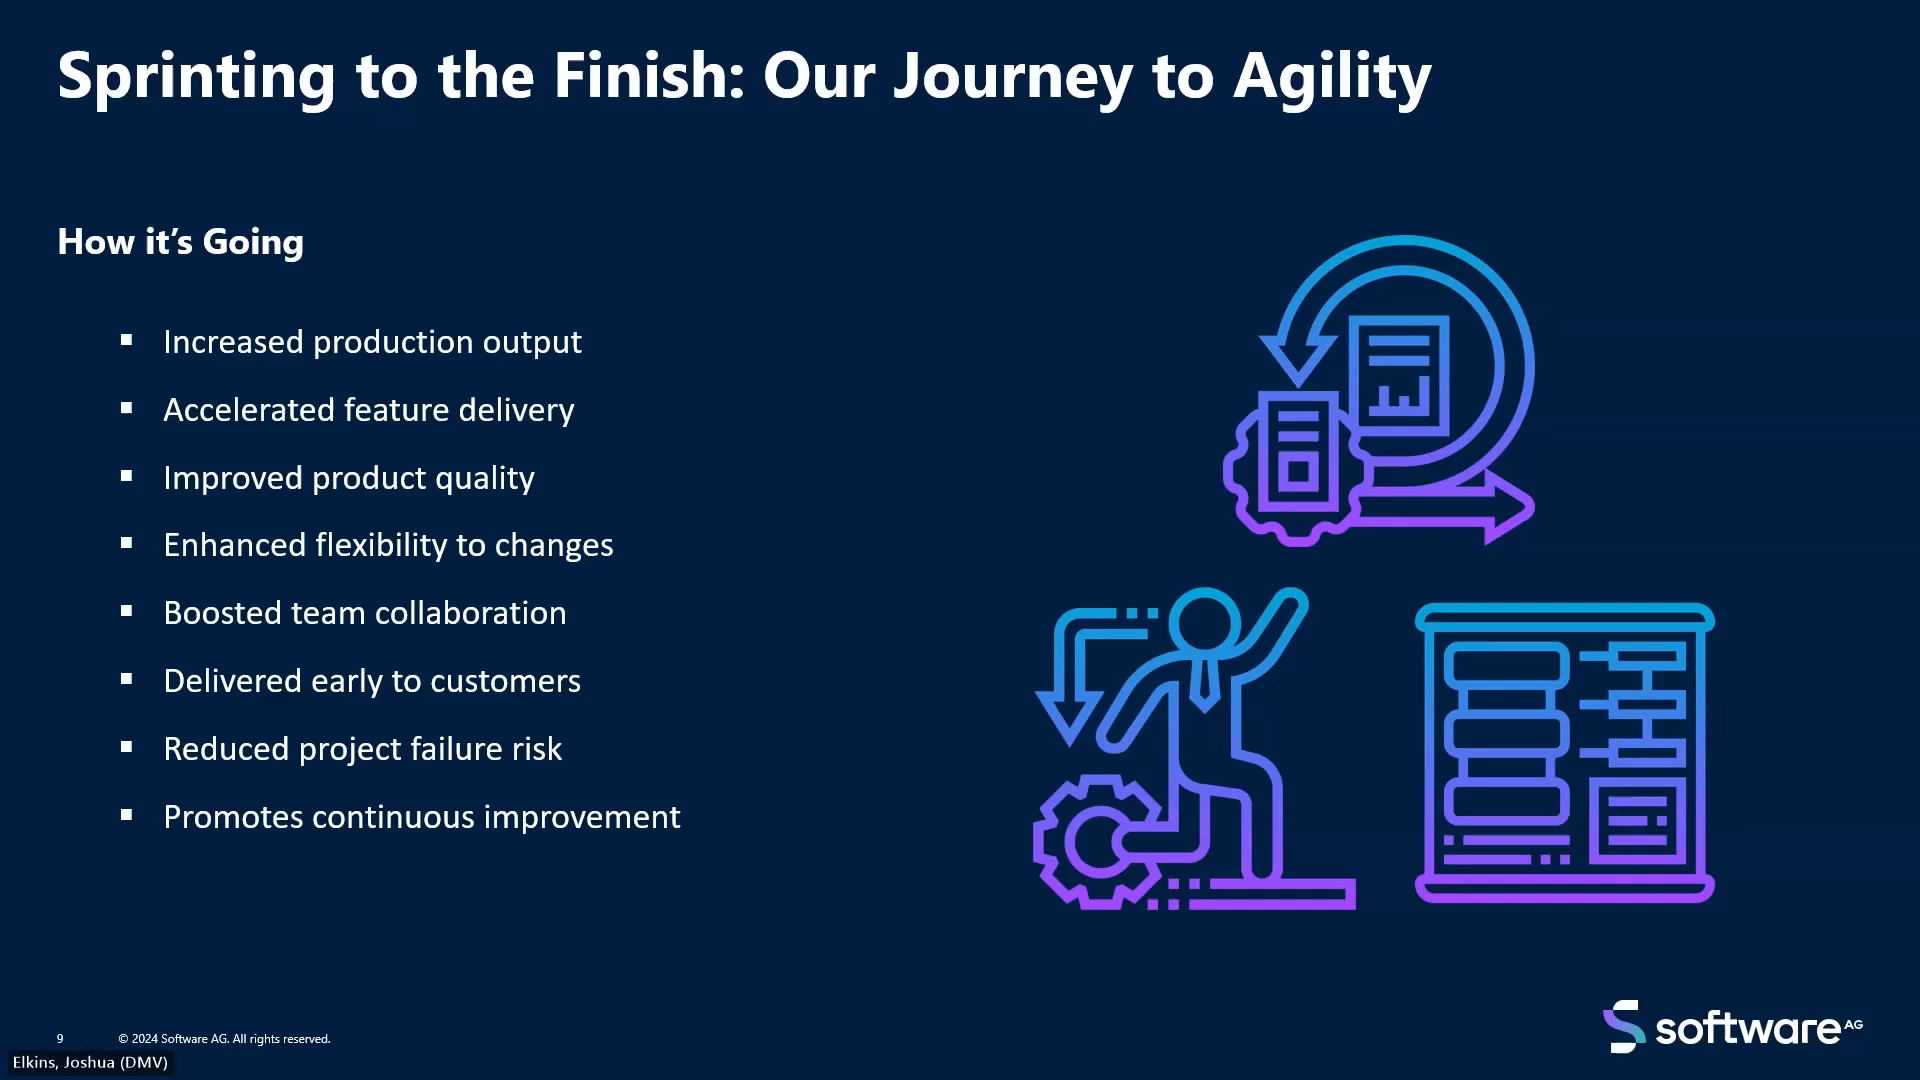 Sprinting to the Finish: Our Journey to Agility
How it’s Going
▪ Increased production output
▪ Accelerated feature delivery
▪ Improved product quality
▪ Enhanced flexibility to changes
▪ Boosted team collaboration
▪ Delivered early to customers
▪ Reduced project failure risk
▪ Promotes continuous improvement
9 © 2024 Software AG. All rights reserved.
software AG
Elkins, Joshua (DMV)